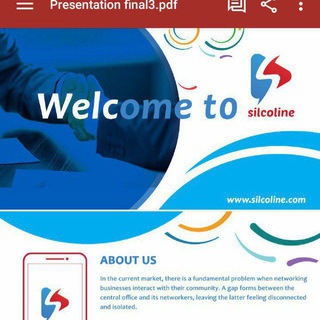 Presentation final3.pdf
Welcome to
silcoline
www.silcoline.com
ABOUT US
In the current market, there is a fundamental problem when networking
businesses interact with their community. A gap forms between the
central office and its networkers, leaving the latter feeling disconnected
and isolated.